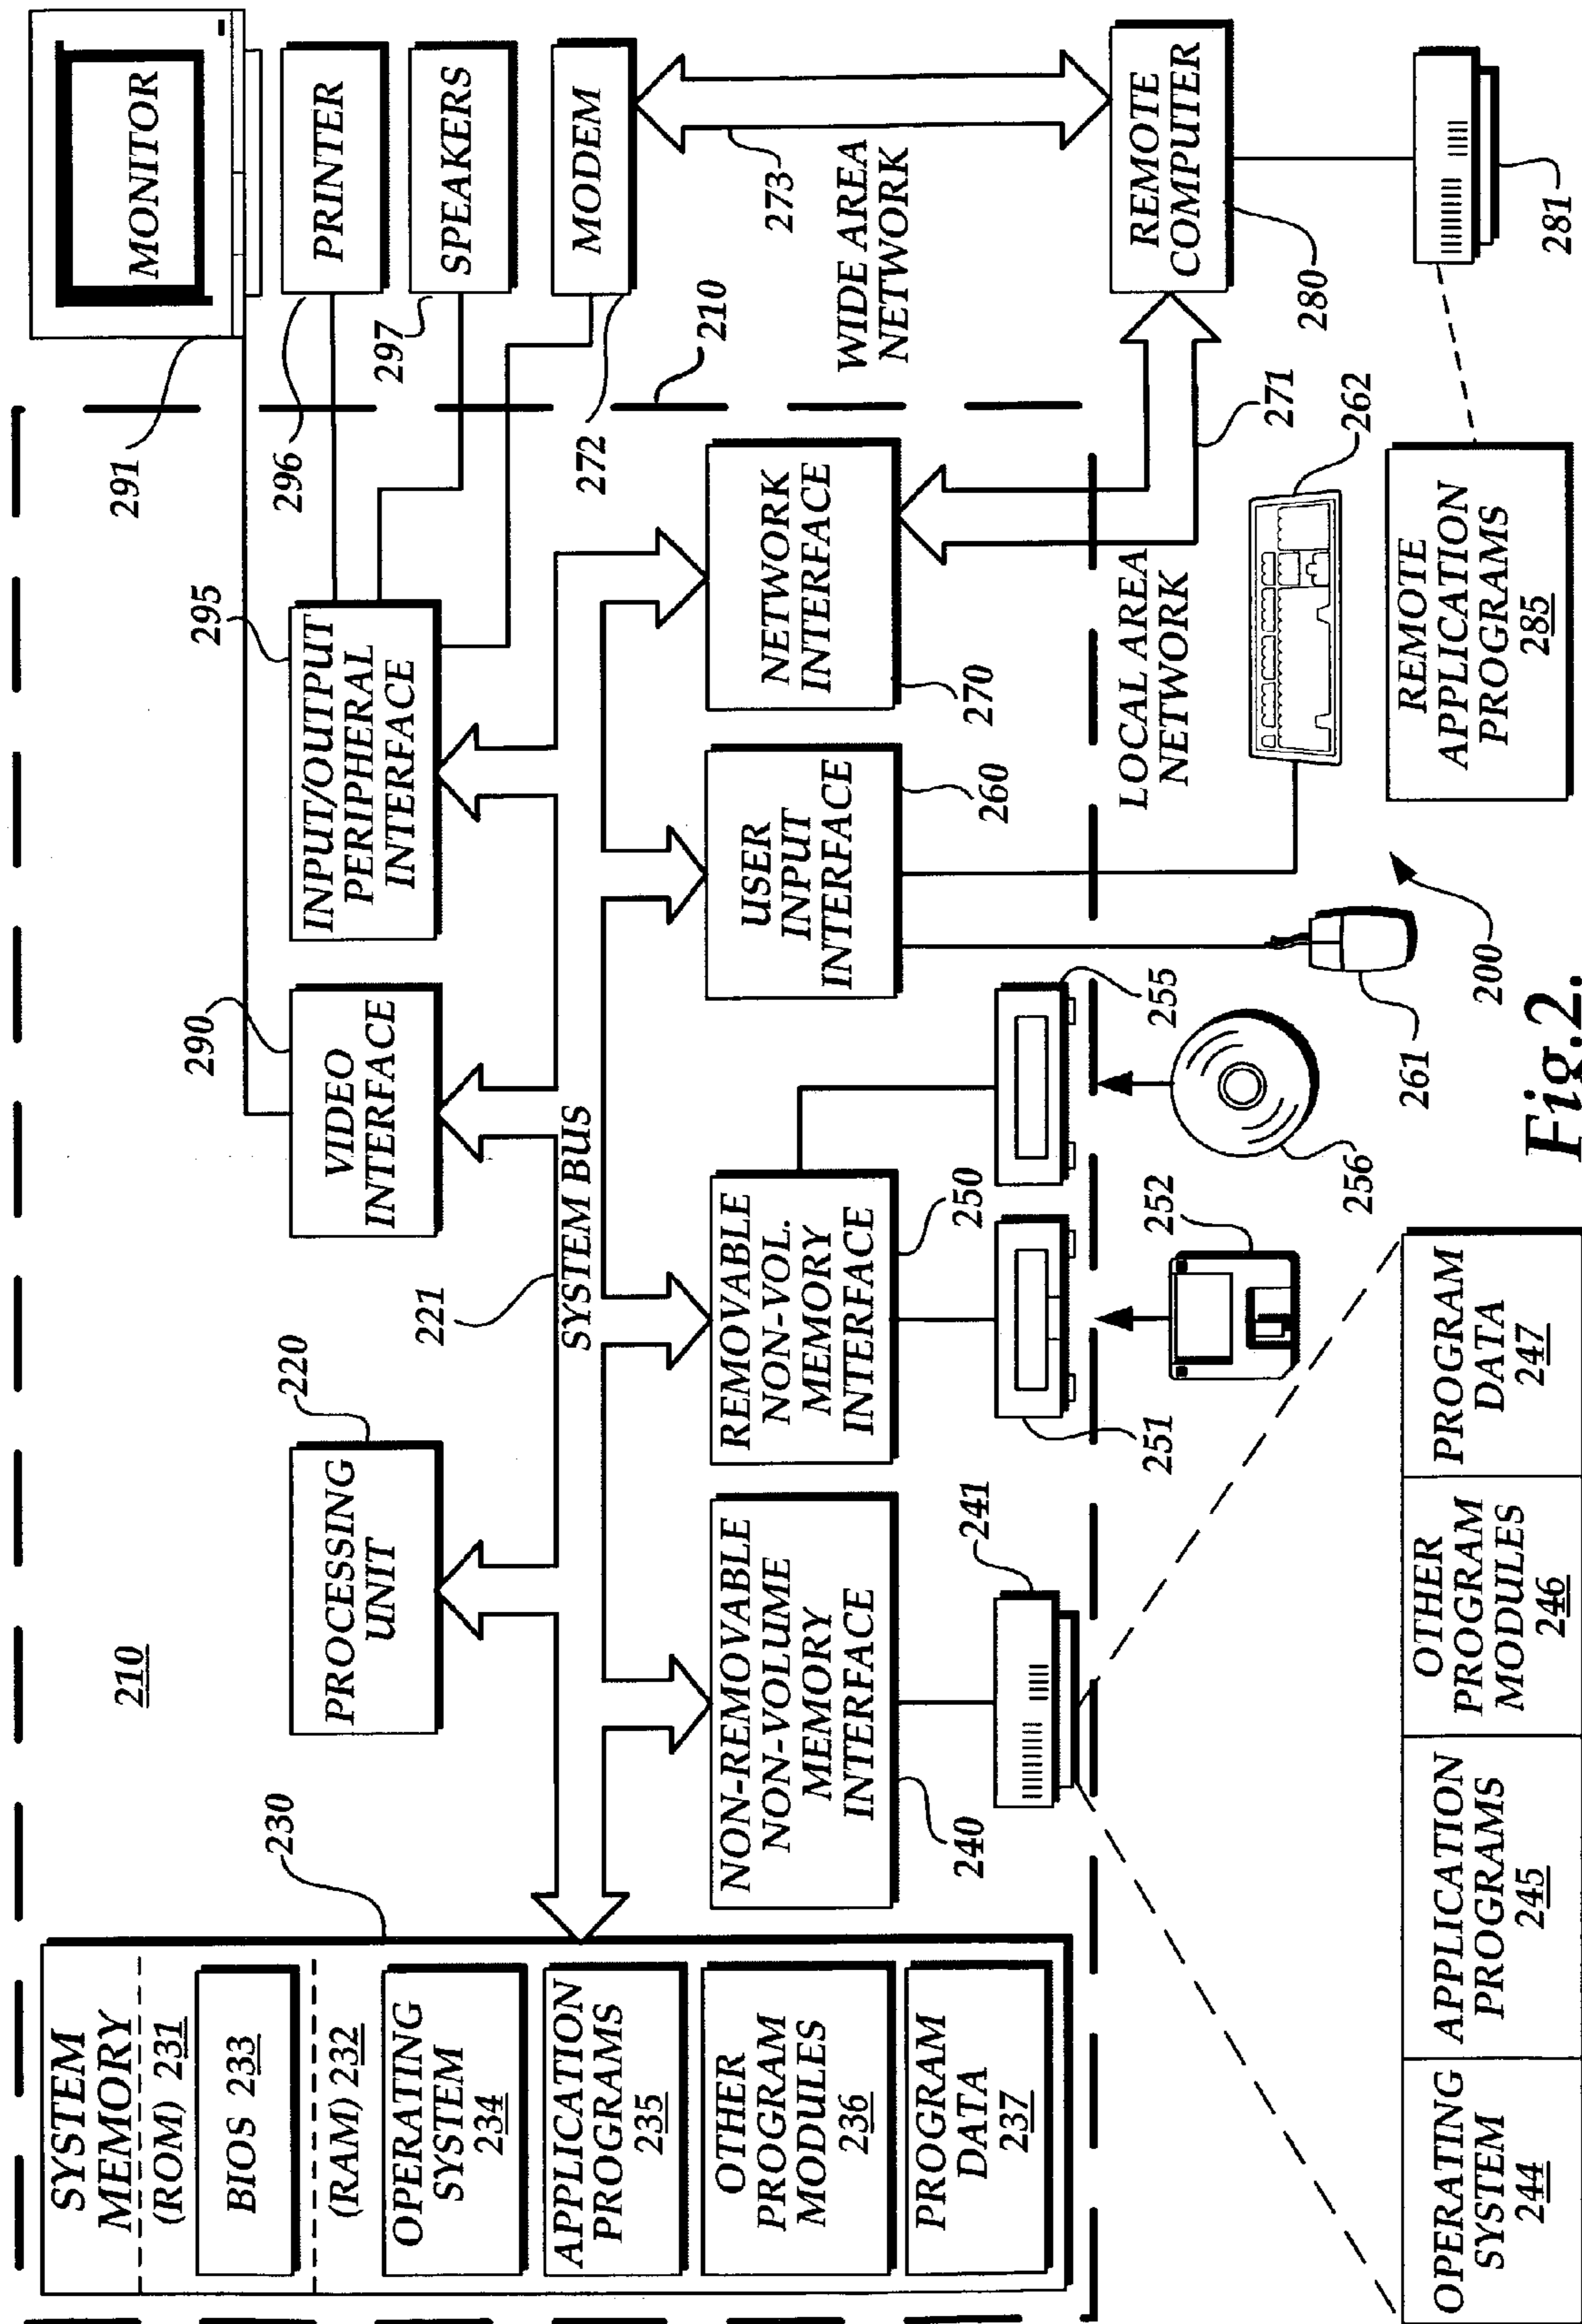 210
SYSTEM
MEMORY
(ROM) 231
BIOS 233
(RAM) 232
OPERATING
SYSTEM
234
APPLICATION
PROGRAMS
235
OTHER
PROGRAM
MODULES
236
PROGRAM
DATA
237
230
PROCESSING
UNIT
220
221
SYSTEM BUS
VIDEO
INTERFACE
290
INPUT/OUTPUT
PERIPHERAL
INTERFACE
295
MONITOR
291
PRINTER
296
SPEAKERS
297
MODEM
272
210
NON-REMOVABLE
NON-VOLUME
MEMORY
INTERFACE
240
241
REMOVABLE
NON-VOL.
MEMORY
INTERFACE
250
251
252
255
256
USER
INPUT
INTERFACE
260
261
262
NETWORK
INTERFACE
270
LOCAL AREA
NETWORK
271
WIDE AREA
NETWORK
273
REMOTE
COMPUTER
280
281
REMOTE
APPLICATION
PROGRAMS
285
OPERATING
SYSTEM
244
APPLICATION
PROGRAMS
245
OTHER
PROGRAM
MODULES
246
PROGRAM
DATA
247
200
Fig.2.